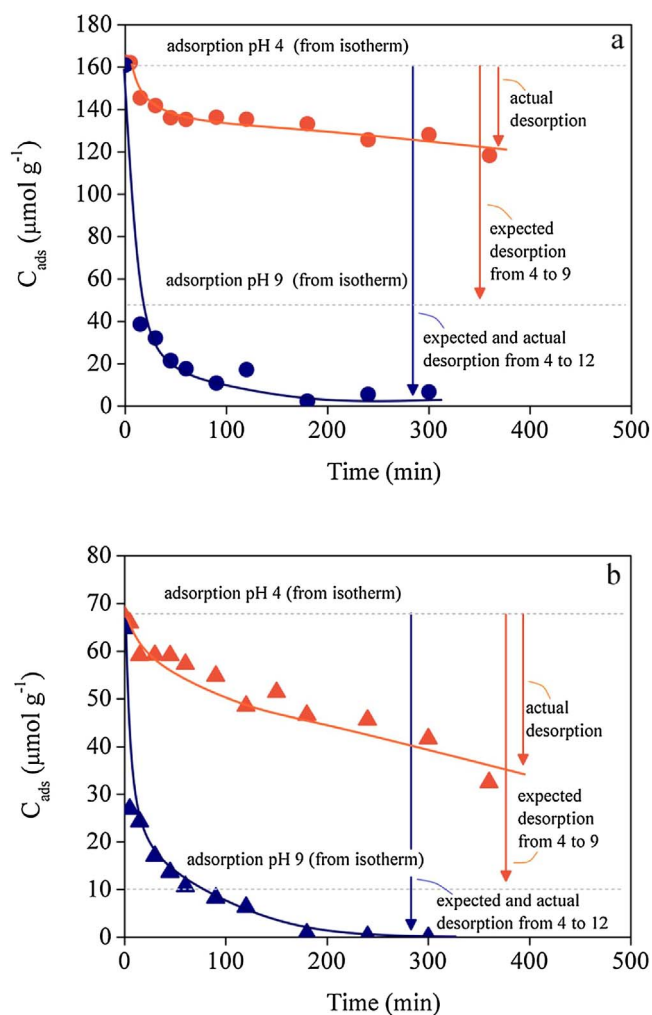 a
180
adsorption pH 4 (from isotherm)
160
140
actual
desorption
120
100
expected
desorption
from 4 to 9
80
60
adsorption pH 9 (from isotherm)
40
expected and actual
desorption from 4 to 12
20
0
0 100 200 300 400 500
Cads (μmol g-1)
Time (min)
b
80
adsorption pH 4 (from isotherm)
70
60
50
actual
desorption
40
30
expected
desorption
from 4 to 9
20
adsorption pH 9 (from isotherm)
10
expected and actual
desorption from 4 to 12
0
0 100 200 300 400 500
Cads (μmol g-1)
Time (min)